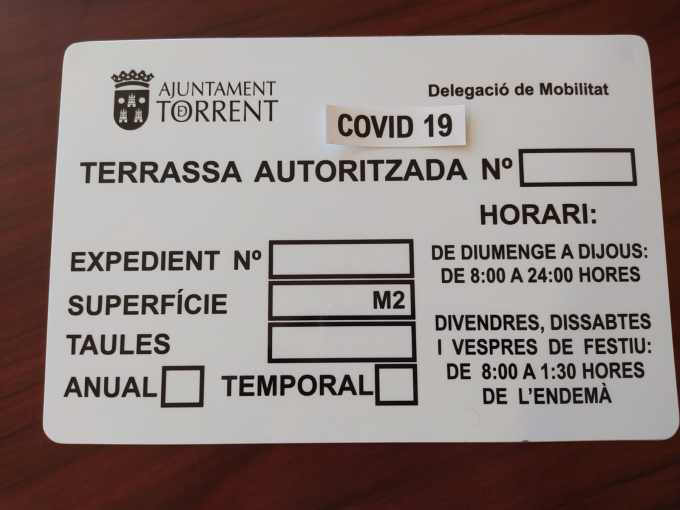 AJUNTAMENT
DE TORRENT
Delegació de Mobilitat
COVID 19
TERRASSA AUTORITZADA Nº
HORARI:
DE DIUMENGE A DIJOUS:
DE 8:00 A 24:00 HORES
DIVENDRES, DISSABTES
I VESPRES DE FESTIU:
DE 8:00 A 1:30 HORES
DE L'ENDEMÀ
EXPEDIENT Nº
SUPERFÍCIE M2
TAULES
ANUAL TEMPORAL